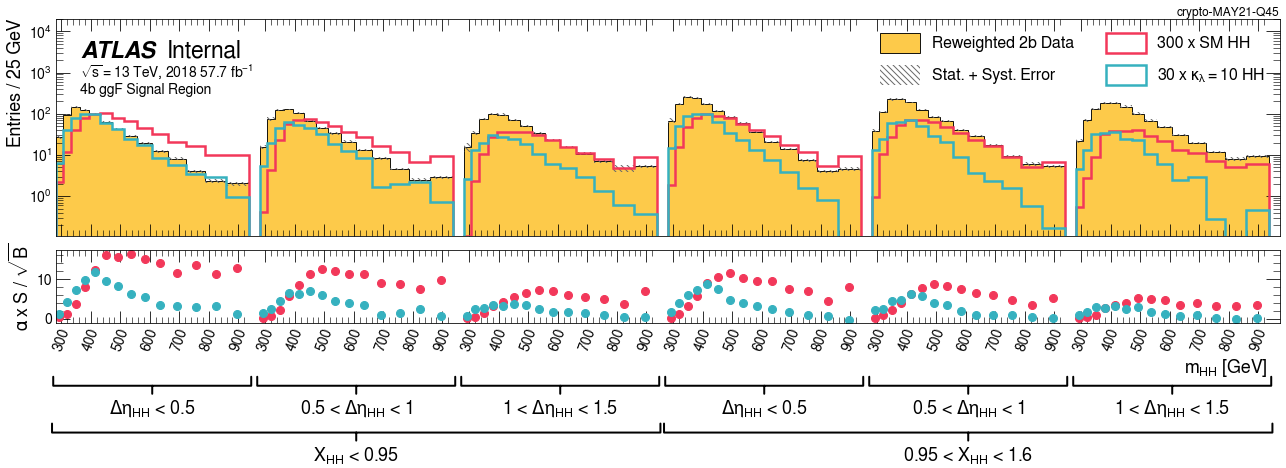 crypto-MAY21-Q45
Entries / 25 GeV
10⁴
10³
10²
10¹
10⁰
ATLAS Internal
√s = 13 TeV, 2018 57.7 fb⁻¹
4b ggF Signal Region
Reweighted 2b Data
300 x SM HH
Stat. + Syst. Error
30 x κλ = 10 HH
α x S / √B
10
0
300 400 500 600 700 800 900 300 400 500 600 700 800 900 300 400 500 600 700 800 900 300 400 500 600 700 800 900 300 400 500 600 700 800 900 300 400 500 600 700 800 900
mHH [GeV]
ΔηHH < 0.5 0.5 < ΔηHH < 1 1 < ΔηHH < 1.5 ΔηHH < 0.5 0.5 < ΔηHH < 1 1 < ΔηHH < 1.5
XHH < 0.95 0.95 < XHH < 1.6